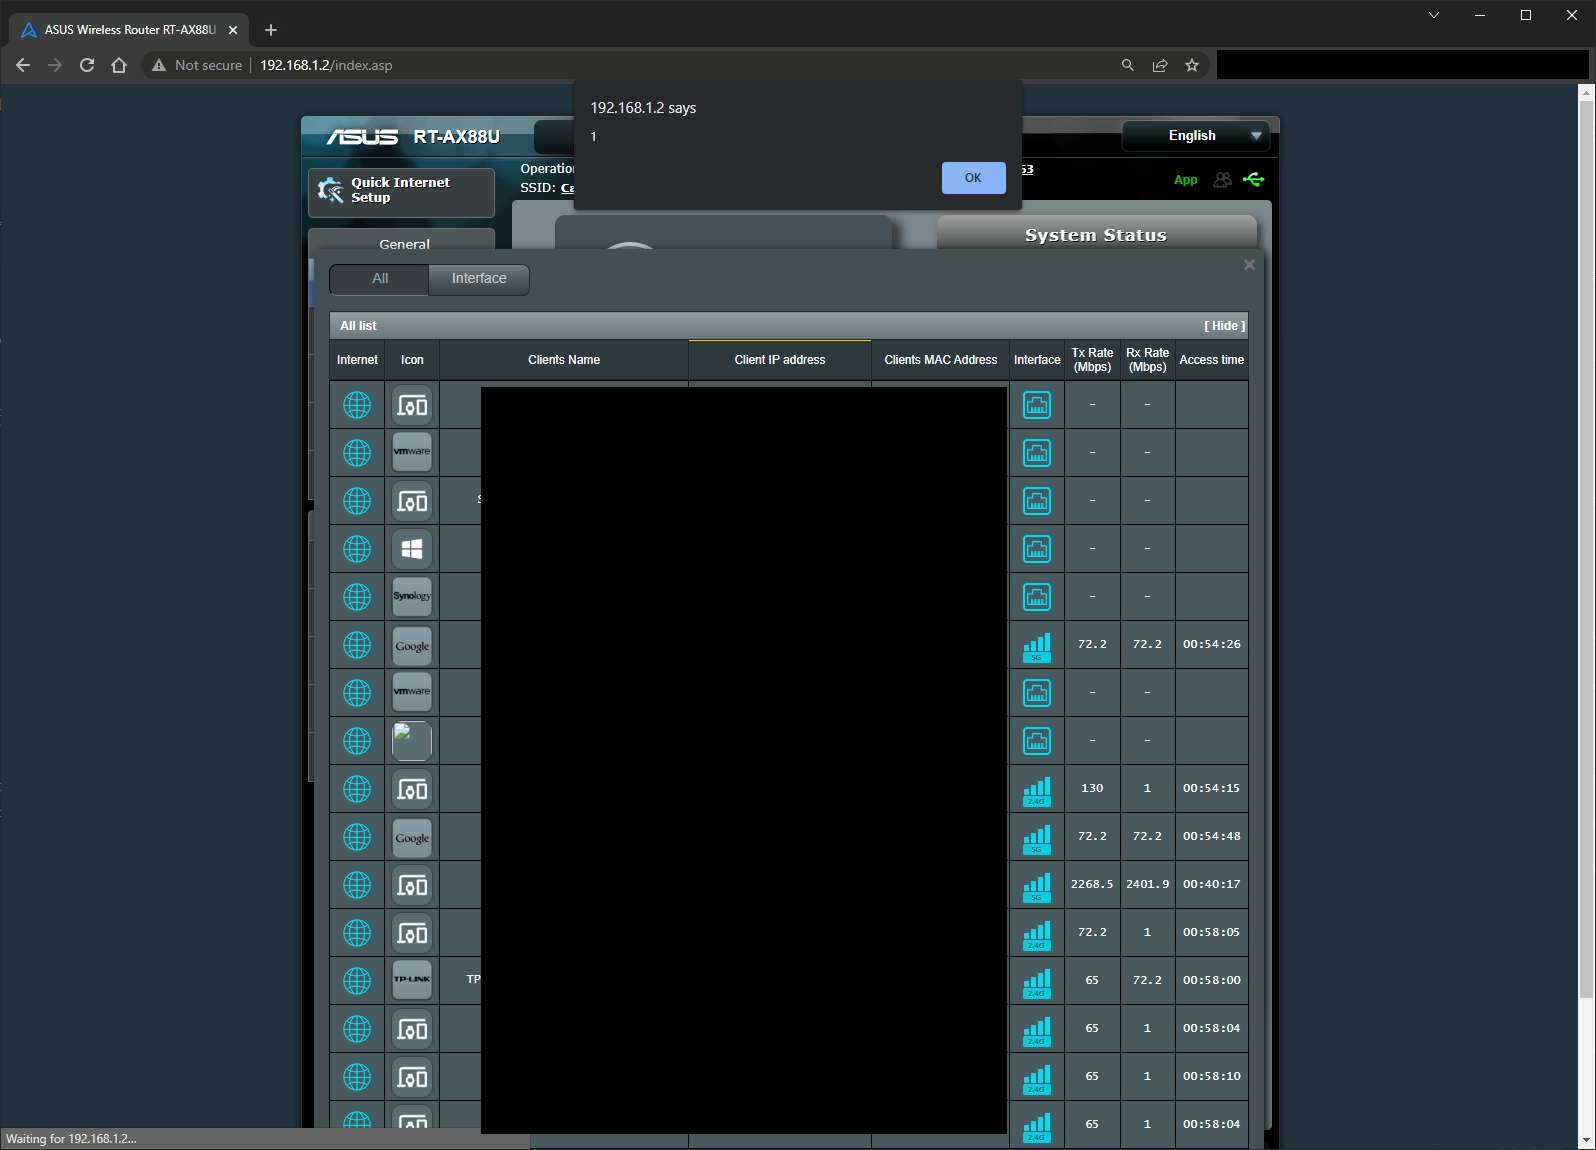 ASUS Wireless Router RT-AX88U
Not secure
192.168.1.2/index.asp
192.168.1.2 says
1
OK
ASUS RT-AX88U
English
Quick Internet
Setup
SSID:
App
General
System Status
All
Interface
All list
[ Hide ]
Internet Icon Clients Name Client IP address Clients MAC Address Interface Tx Rate (Mbps) Rx Rate (Mbps) Access time
- -
vmware - -
- -
- -
Synology - -
Google 5G 72.2 72.2 00:54:26
vmware - -
- -
2.4G 130 1 00:54:15
Google 5G 72.2 72.2 00:54:48
5G 2268.5 2401.9 00:40:17
2.4G 72.2 1 00:58:05
TP-LINK TP 2.4G 65 72.2 00:58:00
2.4G 65 1 00:58:04
2.4G 65 1 00:58:10
2.4G 65 1 00:58:04
Waiting for 192.168.1.2...